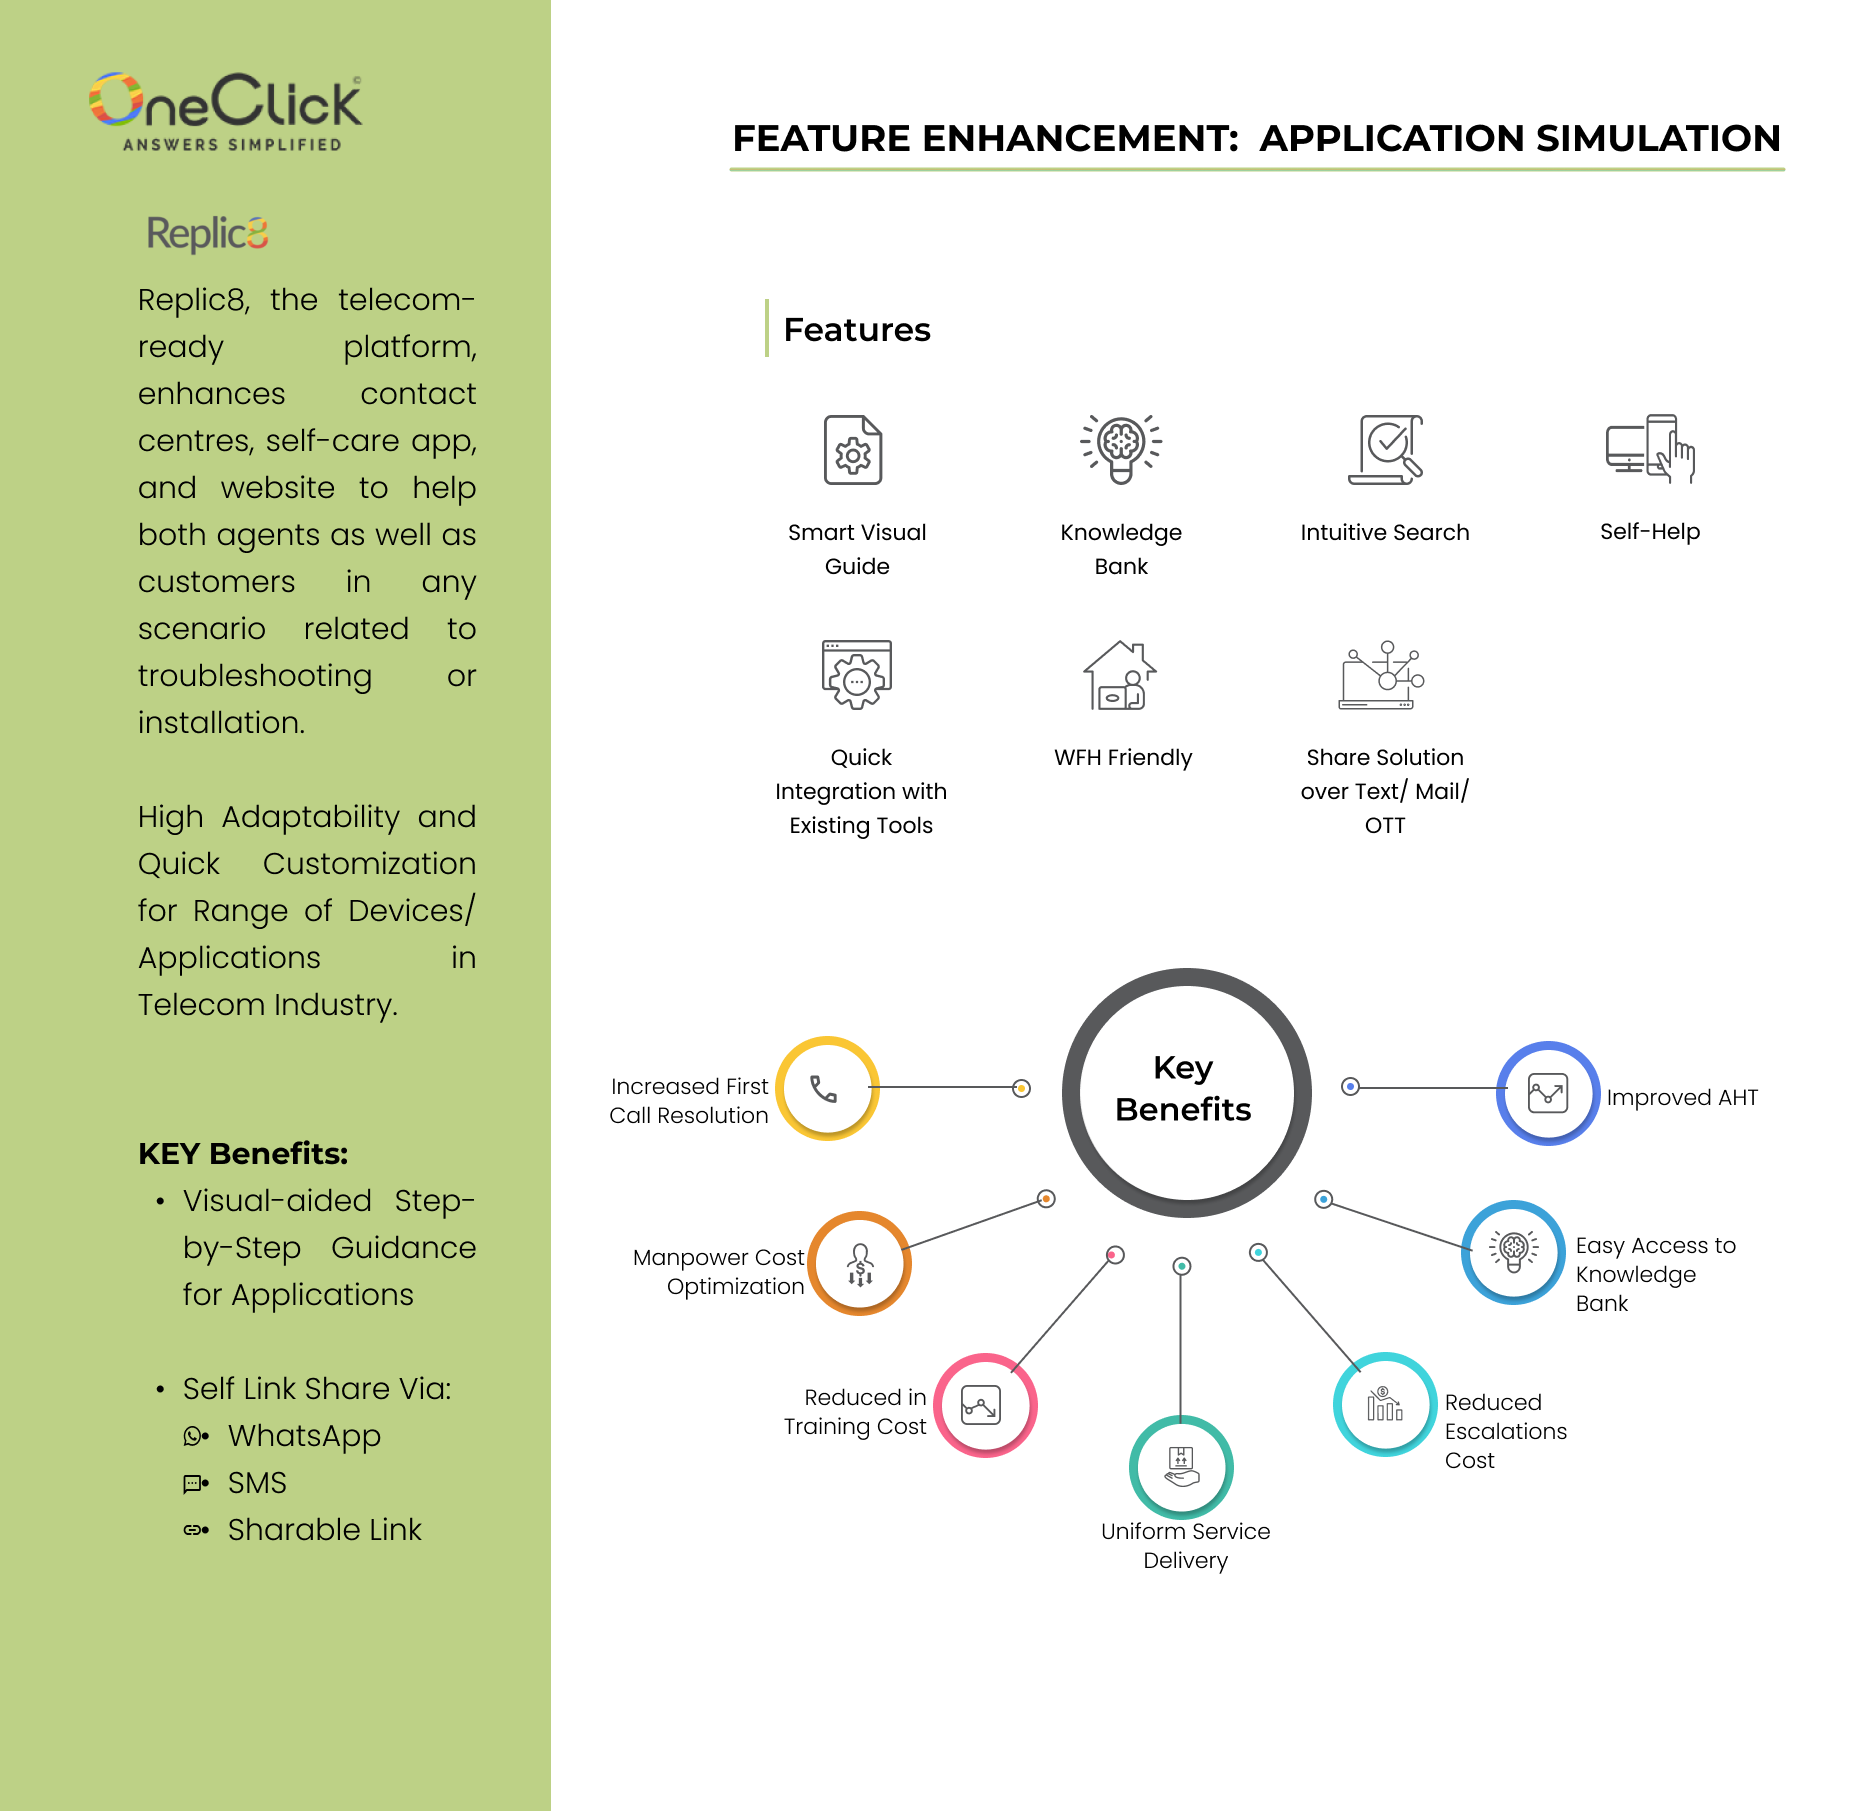 OneClick©
ANSWERS SIMPLIFIED
Replic8
Replic8, the telecom-
ready platform,
enhances contact
centres, self-care app,
and website to help
both agents as well as
customers in any
scenario related to
troubleshooting or
installation.
High Adaptability and
Quick Customization
for Range of Devices/
Applications in
Telecom Industry.
KEY Benefits:
• Visual-aided Step-
by-Step Guidance
for Applications
• Self Link Share Via:
• WhatsApp
• SMS
• Sharable Link
FEATURE ENHANCEMENT: APPLICATION SIMULATION
Features
Smart Visual
Guide
Knowledge
Bank
Intuitive Search
Self-Help
Quick
Integration with
Existing Tools
WFH Friendly
Share Solution
over Text/ Mail/
OTT
Key
Benefits
Increased First
Call Resolution
Manpower Cost
Optimization
Reduced in
Training Cost
Uniform Service
Delivery
Reduced
Escalations
Cost
Easy Access to
Knowledge
Bank
Improved AHT